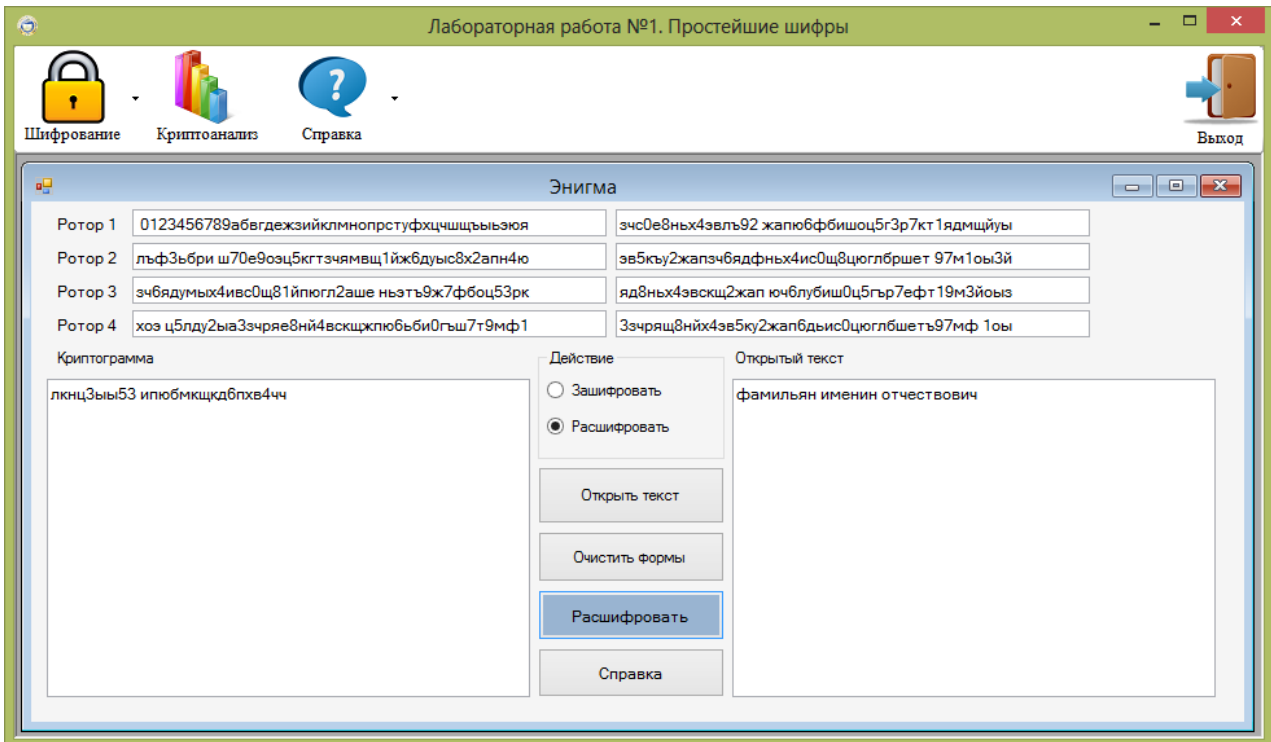 Лабораторная работа №1. Простейшие шифры
Шифрование Криптоанализ Справка Выход
Энигма
Ротор 1 0123456789абвгдежзийклмнопрстуфхцчшщъыьэюя зчс0е8ньх4эвлъ92 жапю6фбишоц5г3р7кт1ядмщйуы
Ротор 2 лъф3ьбри ш70е9оэц5кгтзчямвщ1йж6дуыс8х2апн4ю эв5къу2жапзч6ядфньх4ис0щ8цюглбршет 97м1оы3й
Ротор 3 зч6ядумых4ивс0щ81йпюгл2аше ньэтъ9ж7фбоц53рк яд8ньх4эвскщ2жап юч6лубиш0ц5гър7ефт19м3йоыз
Ротор 4 хоэ ц5лду2ыа3зчряе8нй4вскщжпю6ьби0гъш7т9мф1 3зчрящ8нйх4эв5ку2жап6дьис0цюглбшетъ97мф 1оы
Криптограмма Действие Открытый текст
лкнц3ыы53 ипюбмкщкд6пхв4чч Зашифровать фамильян именин отчествович
Расшифровать
Открыть текст
Очистить формы
Расшифровать
Справка